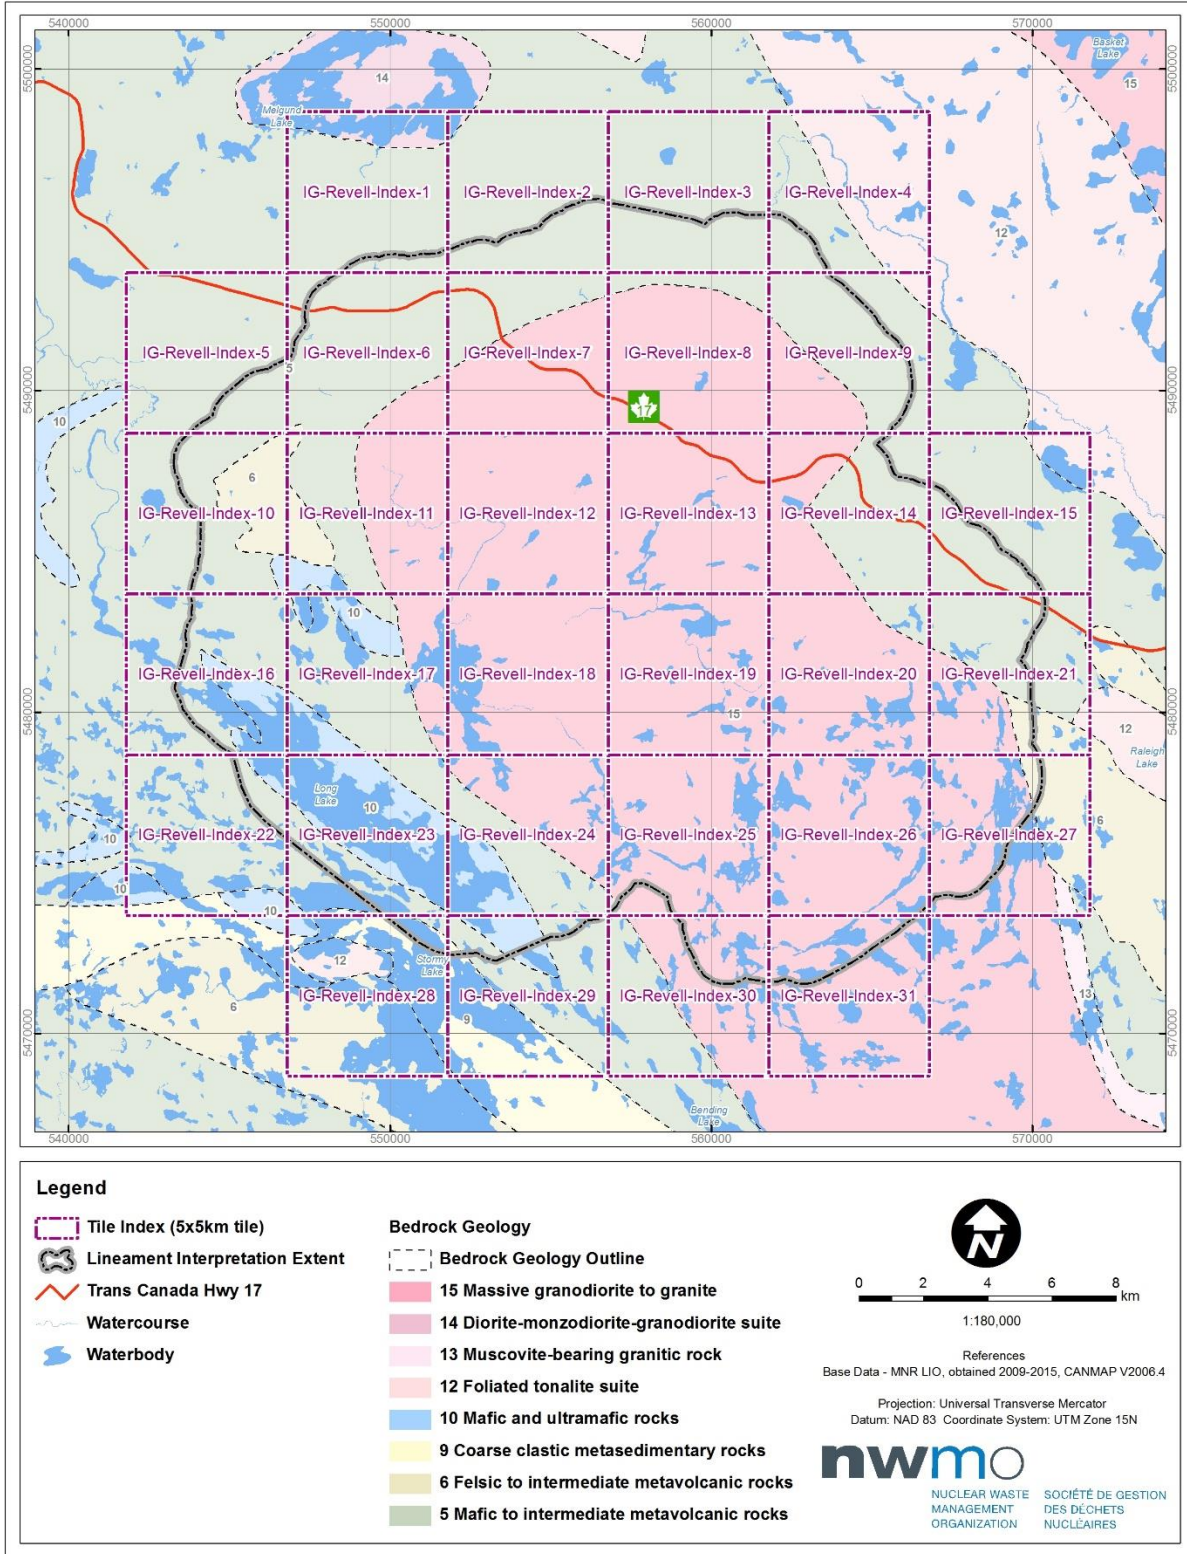 540000
550000
560000
570000
5500000
5500000
Basket
Lake
15
14
Melgund
Lake
IG-Revell-Index-1
IG-Revell-Index-2
IG-Revell-Index-3
IG-Revell-Index-4
12
IG-Revell-Index-5
5
IG-Revell-Index-6
IG-Revell-Index-7
IG-Revell-Index-8
IG-Revell-Index-9
5490000
17
5490000
10
6
IG-Revell-Index-10
IG-Revell-Index-11
IG-Revell-Index-12
IG-Revell-Index-13
IG-Revell-Index-14
IG-Revell-Index-15
10
IG-Revell-Index-16
IG-Revell-Index-17
IG-Revell-Index-18
IG-Revell-Index-19
IG-Revell-Index-20
IG-Revell-Index-21
5480000
15
5480000
12
Raleigh
Lake
Long
Lake
10
IG-Revell-Index-22
IG-Revell-Index-23
IG-Revell-Index-24
IG-Revell-Index-25
IG-Revell-Index-26
IG-Revell-Index-27
6
10
10
10
12
Stormy
Lake
IG-Revell-Index-28
IG-Revell-Index-29
IG-Revell-Index-30
IG-Revell-Index-31
13
6
9
5470000
5470000
Bending
Lake
540000
550000
560000
570000
Legend
Tile Index (5x5km tile)
Lineament Interpretation Extent
Trans Canada Hwy 17
Watercourse
Waterbody
Bedrock Geology
Bedrock Geology Outline
15 Massive granodiorite to granite
14 Diorite-monzodiorite-granodiorite suite
13 Muscovite-bearing granitic rock
12 Foliated tonalite suite
10 Mafic and ultramafic rocks
9 Coarse clastic metasedimentary rocks
6 Felsic to intermediate metavolcanic rocks
5 Mafic to intermediate metavolcanic rocks
N
0 2 4 6 8
km
1:180,000
References
Base Data - MNR LIO, obtained 2009-2015, CANMAP V2006.4
Projection: Universal Transverse Mercator
Datum: NAD 83 Coordinate System: UTM Zone 15N
nwmo
NUCLEAR WASTE
MANAGEMENT
ORGANIZATION
SOCIÉTÉ DE GESTION
DES DÉCHETS
NUCLÉAIRES